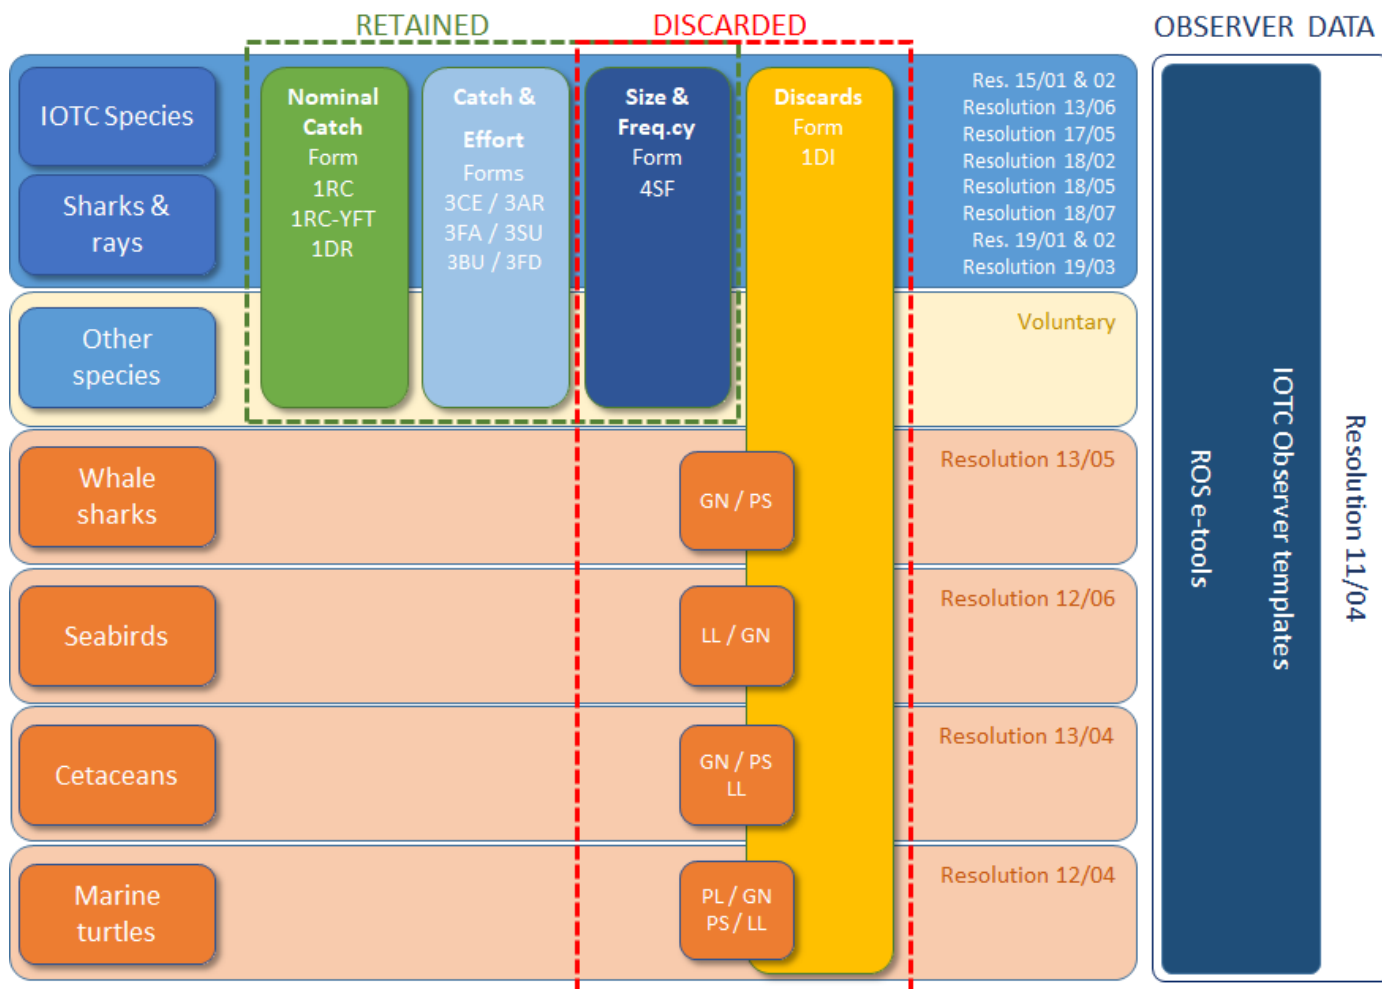 RETAINED
DISCARDED
OBSERVER DATA
IOTC Species
Sharks &
rays
Nominal
Catch
Form
1RC
1RC-YFT
1DR
Catch &
Effort
Forms
3CE / 3AR
3FA / 3SU
3BU / 3FD
Size &
Freq.cy
Form
4SF
Discards
Form
1DI
Res. 15/01 & 02
Resolution 13/06
Resolution 17/05
Resolution 18/02
Resolution 18/05
Resolution 18/07
Res. 19/01 & 02
Resolution 19/03
Other
species
Voluntary
Whale
sharks
GN / PS
Resolution 13/05
Seabirds
LL / GN
Resolution 12/06
Cetaceans
GN / PS
LL
Resolution 13/04
Marine
turtles
PL / GN
PS / LL
Resolution 12/04
ROS e-tools
IOTC Observer templates
Resolution 11/04